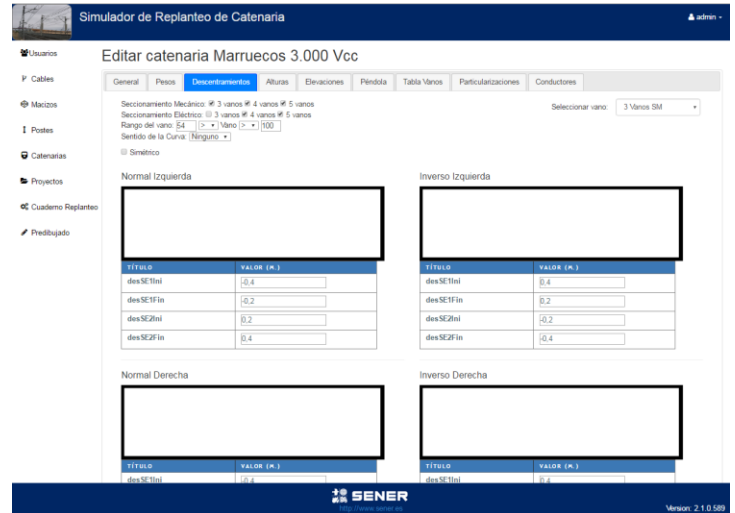 Simulador de Replanteo de Catenaria
admin
Usuarios
Cables
Macizos
Postes
Catenarias
Proyectos
Cuaderno Replanteo
Predibujado
Editar catenaria Marruecos 3.000 Vcc
General Pesos Descentramientos Alturas Elevaciones Péndola Tabla Vanos Particularizaciones Conductores
Seccionamiento Mecánico: 3 vanos 4 vanos 5 vanos
Seccionamiento Eléctrico: 3 vanos 4 vanos 5 vanos
Rango del vano: 54 > Vano > 100
Sentido de la Curva: Ninguno
Simétrico
Seleccionar vano: 3 Vanos SM
Normal Izquierda
TÍTULO VALOR (M.)
desSE1Ini -0,4
desSE1Fin -0,2
desSE2Ini 0,2
desSE2Fin 0,4
Inverso Izquierda
TÍTULO VALOR (M.)
desSE1Ini 0,4
desSE1Fin 0,2
desSE2Ini -0,2
desSE2Fin -0,4
Normal Derecha
TÍTULO VALOR (M.)
desSE1Ini -0,4
Inverso Derecha
TÍTULO VALOR (M.)
desSE1Ini 0,4
SENER
http://www.sener.es
Version: 2.1.0.589